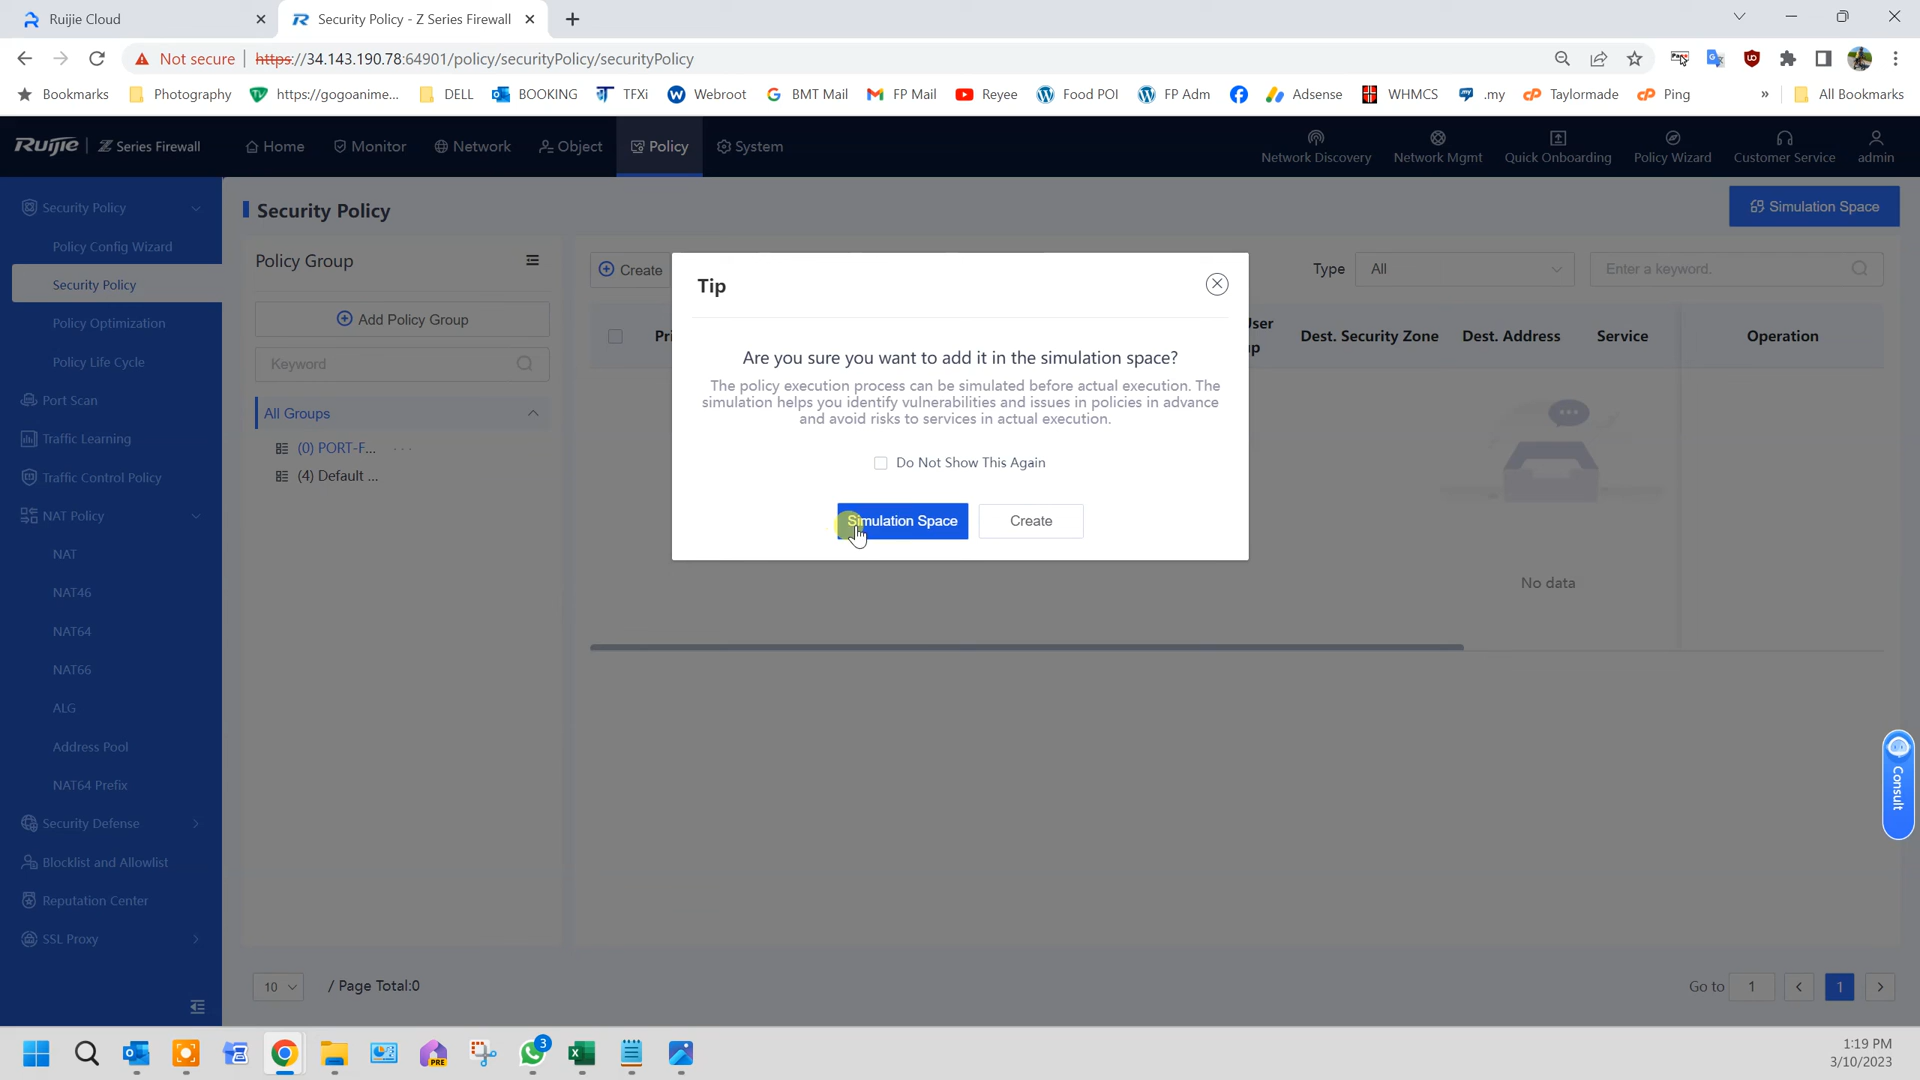 Ruijie Cloud
Security Policy - Z Series Firewall
Not secure
https://34.143.190.78:64901/policy/securityPolicy/securityPolicy
Bookmarks
Photography
https://gogoanime...
DELL
BOOKING
TFXi
Webroot
BMT Mail
FP Mail
Reyee
Food POI
FP Adm
Adsense
WHMCS
.my
Taylormade
Ping
»
All Bookmarks
Ruijie | Z Series Firewall
Home
Monitor
Network
Object
Policy
System
Network Discovery
Network Mgmt
Quick Onboarding
Policy Wizard
Customer Service
admin
Security Policy
Policy Config Wizard
Security Policy
Policy Optimization
Policy Life Cycle
Port Scan
Traffic Learning
Traffic Control Policy
NAT Policy
NAT
NAT46
NAT64
NAT66
ALG
Address Pool
NAT64 Prefix
Security Defense
Blocklist and Allowlist
Reputation Center
SSL Proxy
Security Policy
Simulation Space
Policy Group
Add Policy Group
Keyword
All Groups
(0) PORT-F...
(4) Default ...
Create
Type
All
Enter a keyword.
Dest. Security Zone
Dest. Address
Service
Operation
No data
Tip
Are you sure you want to add it in the simulation space?
The policy execution process can be simulated before actual execution. The
simulation helps you identify vulnerabilities and issues in policies in advance
and avoid risks to services in actual execution.
Do Not Show This Again
Simulation Space
Create
Consult
10
/ Page Total:0
Go to
1
1
PRE
3
1:19 PM
3/10/2023